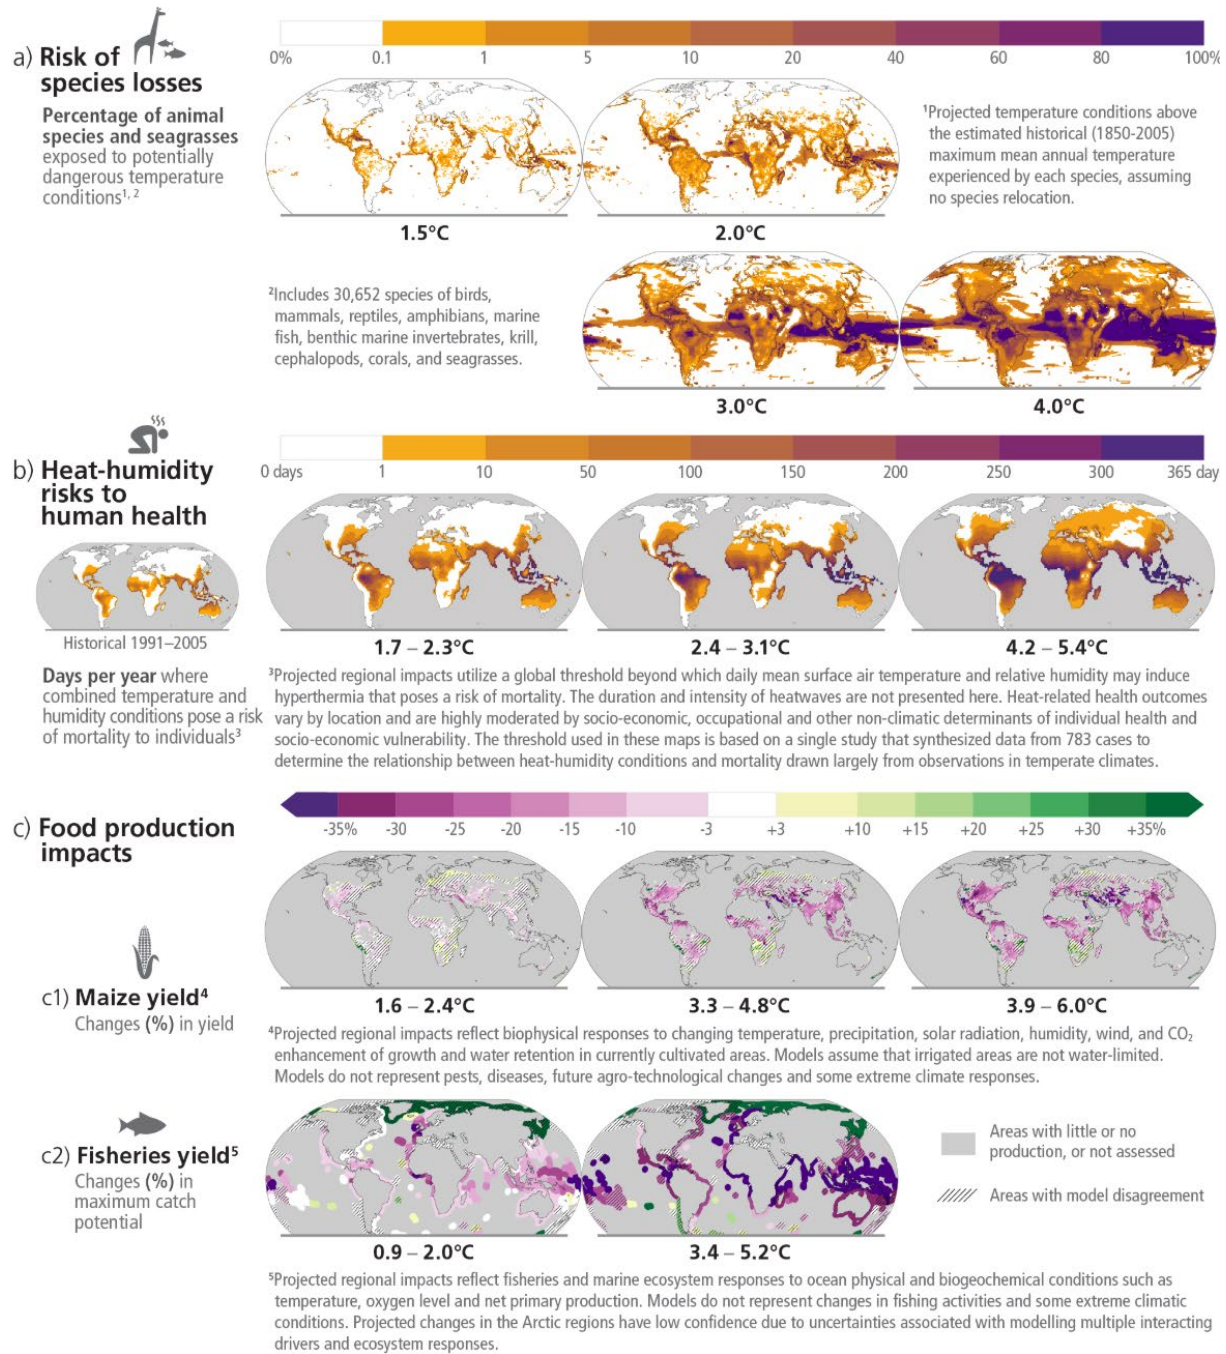 a) Risk of
species losses
Percentage of animal
species and seagrasses
exposed to potentially
dangerous temperature
conditions1, 2
0% 0.1 1 5 10 20 40 60 80 100%
1.5°C
2.0°C
1Projected temperature conditions above
the estimated historical (1850-2005)
maximum mean annual temperature
experienced by each species, assuming
no species relocation.
2Includes 30,652 species of birds,
mammals, reptiles, amphibians, marine
fish, benthic marine invertebrates, krill,
cephalopods, corals, and seagrasses.
3.0°C
4.0°C
b) Heat-humidity
risks to
human health
Historical 1991–2005
Days per year where
combined temperature and
humidity conditions pose a risk
of mortality to individuals3
0 days 1 10 50 100 150 200 250 300 365 day
1.7 – 2.3°C
2.4 – 3.1°C
4.2 – 5.4°C
3Projected regional impacts utilize a global threshold beyond which daily mean surface air temperature and relative humidity may induce
hyperthermia that poses a risk of mortality. The duration and intensity of heatwaves are not presented here. Heat-related health outcomes
vary by location and are highly moderated by socio-economic, occupational and other non-climatic determinants of individual health and
socio-economic vulnerability. The threshold used in these maps is based on a single study that synthesized data from 783 cases to
determine the relationship between heat-humidity conditions and mortality drawn largely from observations in temperate climates.
c) Food production
impacts
-35% -30 -25 -20 -15 -10 -3 +3 +10 +15 +20 +25 +30 +35%
c1) Maize yield4
Changes (%) in yield
1.6 – 2.4°C
3.3 – 4.8°C
3.9 – 6.0°C
4Projected regional impacts reflect biophysical responses to changing temperature, precipitation, solar radiation, humidity, wind, and CO2
enhancement of growth and water retention in currently cultivated areas. Models assume that irrigated areas are not water-limited.
Models do not represent pests, diseases, future agro-technological changes and some extreme climate responses.
c2) Fisheries yield5
Changes (%) in
maximum catch
potential
0.9 – 2.0°C
3.4 – 5.2°C
Areas with little or no
production, or not assessed
Areas with model disagreement
5Projected regional impacts reflect fisheries and marine ecosystem responses to ocean physical and biogeochemical conditions such as
temperature, oxygen level and net primary production. Models do not represent changes in fishing activities and some extreme climatic
conditions. Projected changes in the Arctic regions have low confidence due to uncertainties associated with modelling multiple interacting
drivers and ecosystem responses.